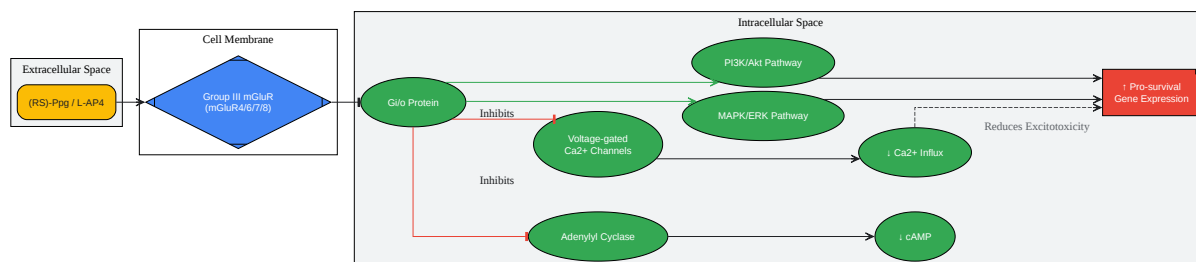 Intracellular Space
Cell Membrane
Extracellular Space
(RS)-Ppg / L-AP4
Group III mGluR
(mGluR4/6/7/8)
Gi/o Protein
PI3K/Akt Pathway
MAPK/ERK Pathway
Inhibits
Voltage-gated
Ca2+ Channels
↓ Ca2+ Influx
Reduces Excitotoxicity
↑ Pro-survival
Gene Expression
Inhibits
Adenylyl Cyclase
↓ cAMP